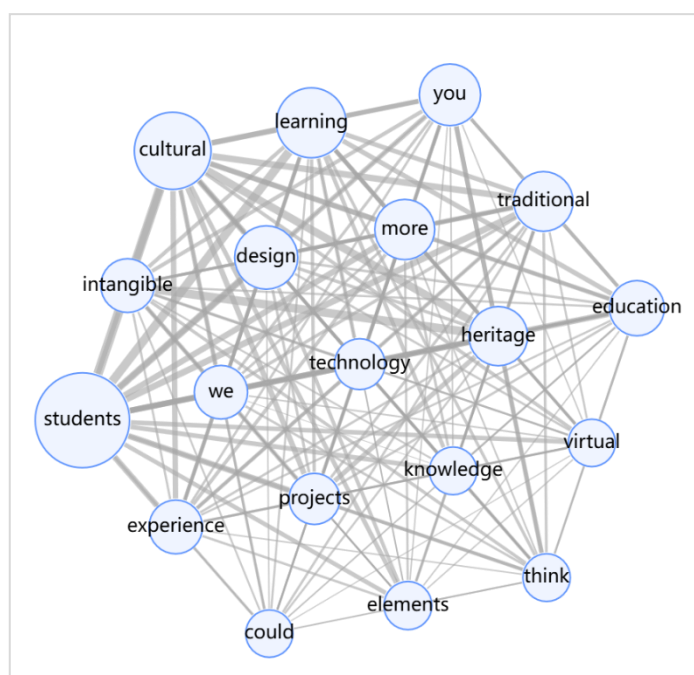 you
learning
cultural
traditional
more
design
intangible
education
heritage
technology
we
students
virtual
knowledge
projects
experience
think
elements
could